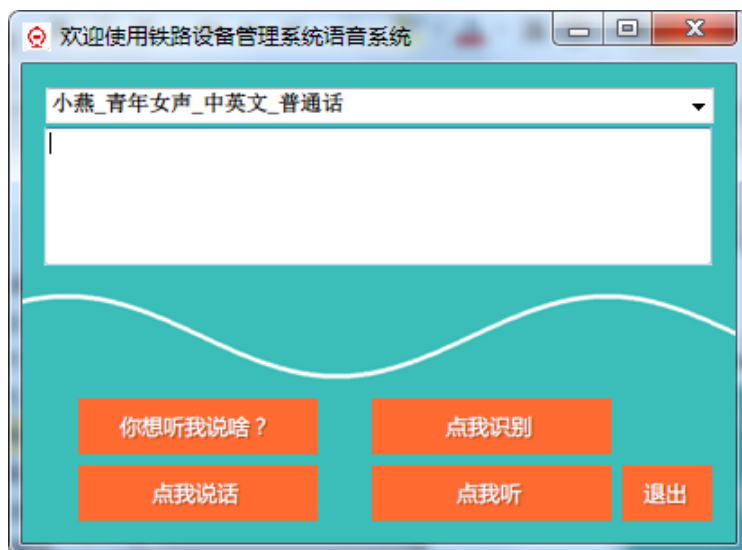 欢迎使用铁路设备管理系统语音系统
小燕_青年女声_中英文_普通话
你想听我说啥？
点我识别
点我说话
点我听
退出